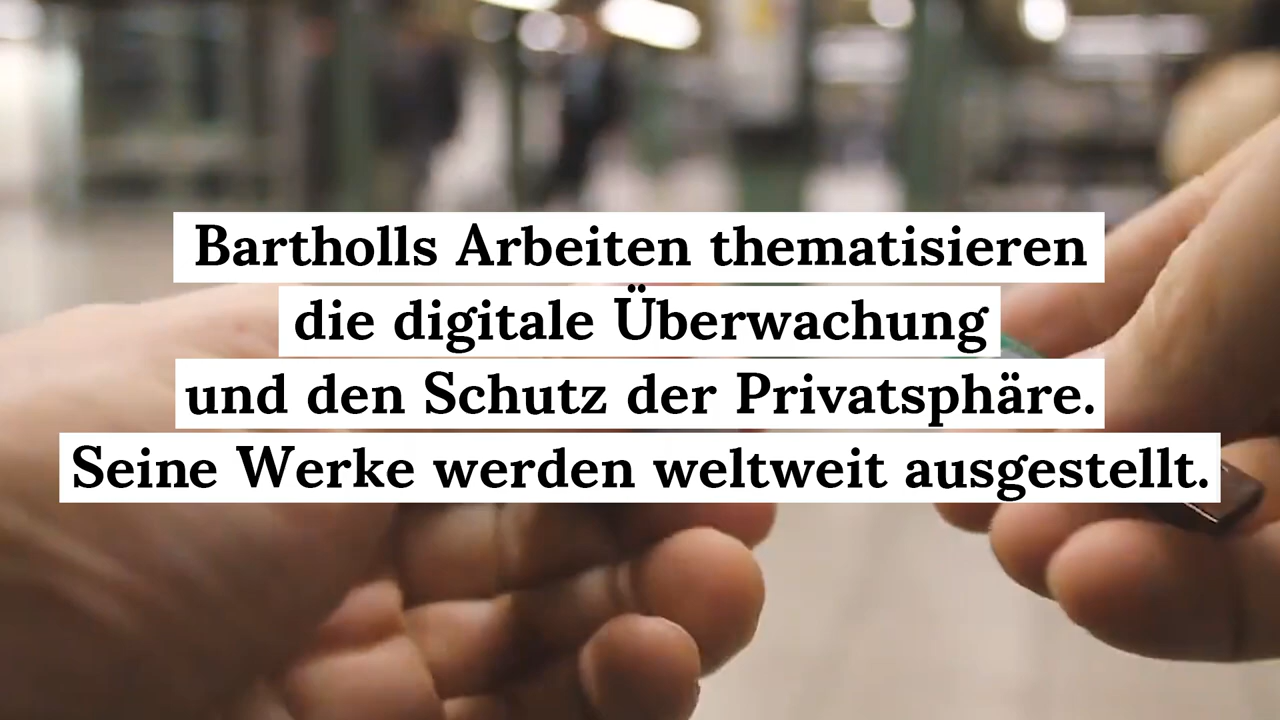 Bartholls Arbeiten thematisieren
die digitale Überwachung
und den Schutz der Privatsphäre.
Seine Werke werden weltweit ausgestellt.